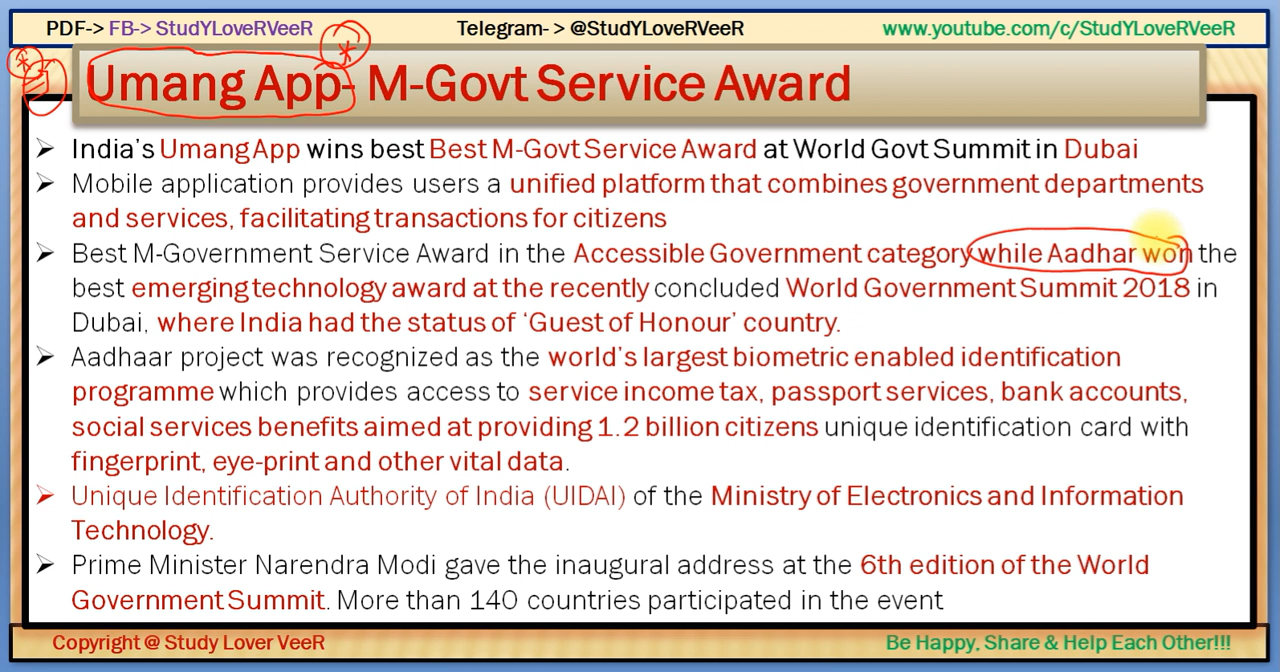 PDF-> FB-> StudYLoveRVeeR Telegram- > @StudYLoveRVeeR www.youtube.com/c/StudYLoveRVeeR
Umang App- M-Govt Service Award
➢ India's Umang App wins best Best M-Govt Service Award at World Govt Summit in Dubai
➢ Mobile application provides users a unified platform that combines government departments
and services, facilitating transactions for citizens
➢ Best M-Government Service Award in the Accessible Government category while Aadhar won the
best emerging technology award at the recently concluded World Government Summit 2018 in
Dubai, where India had the status of 'Guest of Honour' country.
➢ Aadhaar project was recognized as the world's largest biometric enabled identification
programme which provides access to service income tax, passport services, bank accounts,
social services benefits aimed at providing 1.2 billion citizens unique identification card with
fingerprint, eye-print and other vital data.
➢ Unique Identification Authority of India (UIDAI) of the Ministry of Electronics and Information
Technology.
➢ Prime Minister Narendra Modi gave the inaugural address at the 6th edition of the World
Government Summit. More than 140 countries participated in the event
Copyright @ Study Lover VeeR Be Happy, Share & Help Each Other!!!